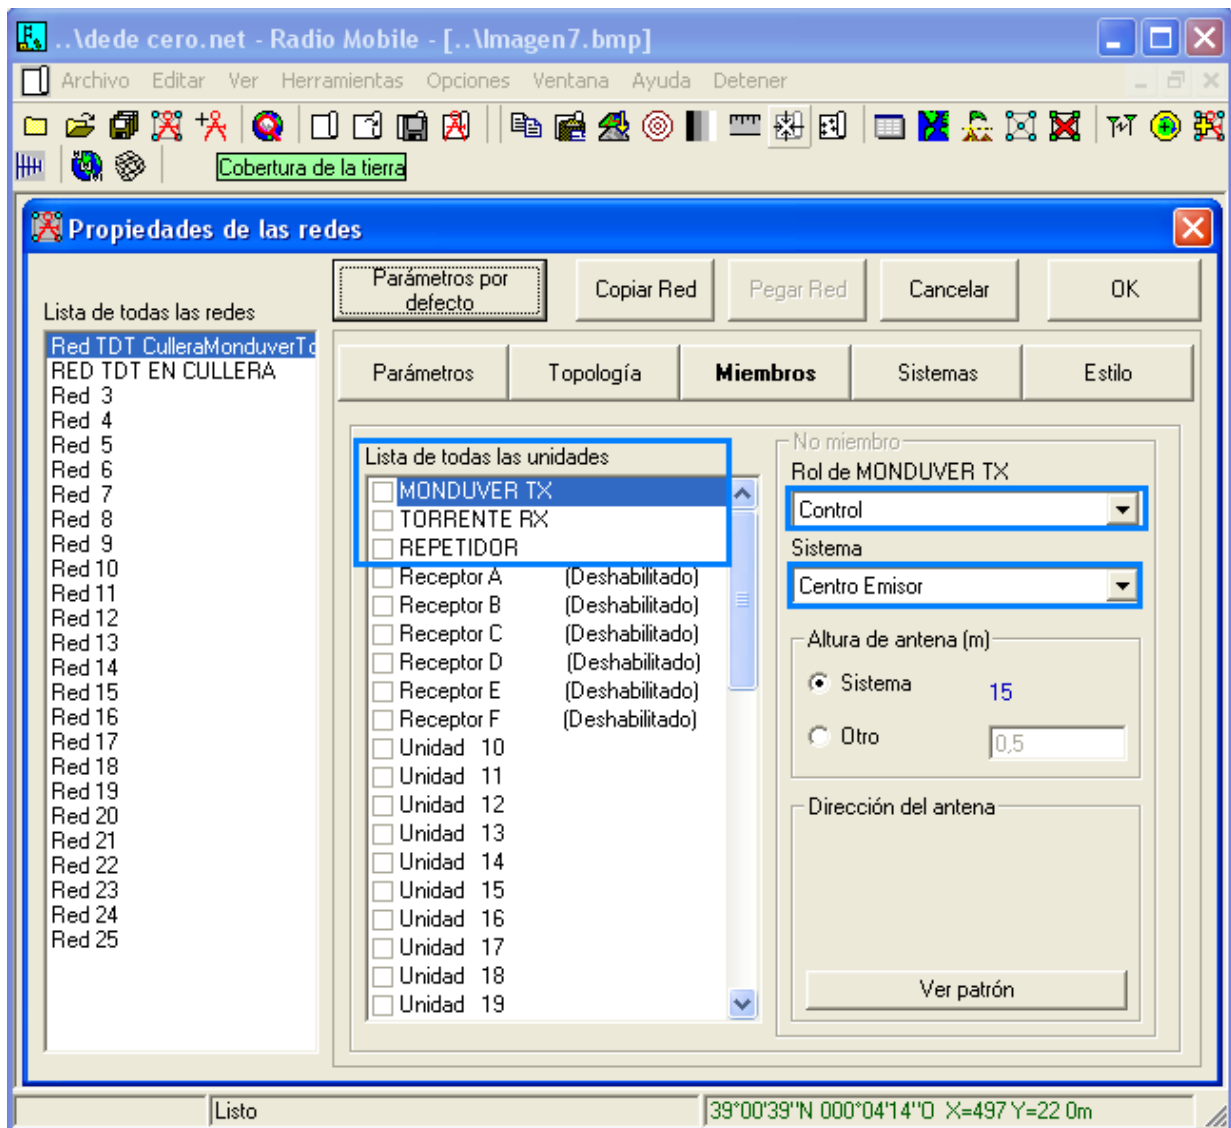 ..\dede cero.net - Radio Mobile - [..\Imagen7.bmp]
Archivo Editar Ver Herramientas Opciones Ventana Ayuda Detener
Cobertura de la tierra
Propiedades de las redes
Lista de todas las redes
Red TDT CulleraMonduverTo
RED TDT EN CULLERA
Red 3
Red 4
Red 5
Red 6
Red 7
Red 8
Red 9
Red 10
Red 11
Red 12
Red 13
Red 14
Red 15
Red 16
Red 17
Red 18
Red 19
Red 20
Red 21
Red 22
Red 23
Red 24
Red 25
Parámetros por
defecto
Copiar Red
Pegar Red
Cancelar
OK
Parámetros
Topología
Miembros
Sistemas
Estilo
Lista de todas las unidades
MONDUVER TX
TORRENTE RX
REPETIDOR
Receptor A (Deshabilitado)
Receptor B (Deshabilitado)
Receptor C (Deshabilitado)
Receptor D (Deshabilitado)
Receptor E (Deshabilitado)
Receptor F (Deshabilitado)
Unidad 10
Unidad 11
Unidad 12
Unidad 13
Unidad 14
Unidad 15
Unidad 16
Unidad 17
Unidad 18
Unidad 19
No miembro
Rol de MONDUVER TX
Control
Sistema
Centro Emisor
Altura de antena (m)
Sistema 15
Otro 0,5
Dirección del antena
Ver patrón
Listo
39°00'39''N 000°04'14''O X=497 Y=22 0m